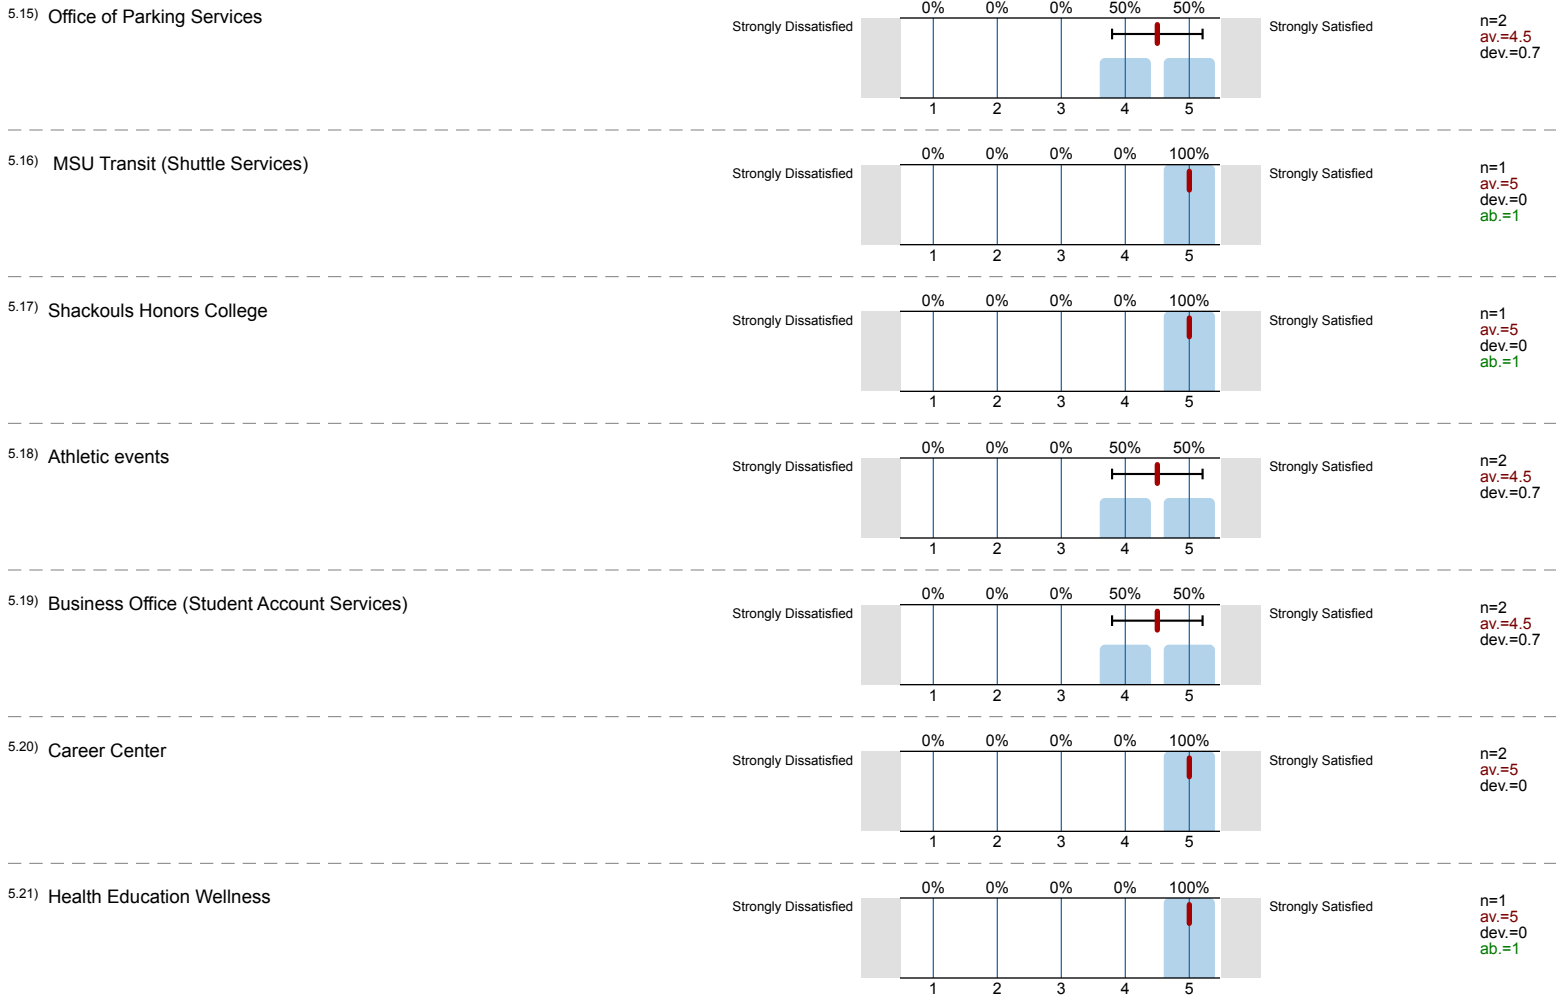 5.15) Office of Parking Services
0% 0% 0% 50% 50%
Strongly Dissatisfied Strongly Satisfied
n=2
av.=4.5
dev.=0.7
1 2 3 4 5
5.16) MSU Transit (Shuttle Services)
0% 0% 0% 0% 100%
Strongly Dissatisfied Strongly Satisfied
n=1
av.=5
dev.=0
ab.=1
1 2 3 4 5
5.17) Shackouls Honors College
0% 0% 0% 0% 100%
Strongly Dissatisfied Strongly Satisfied
n=1
av.=5
dev.=0
ab.=1
1 2 3 4 5
5.18) Athletic events
0% 0% 0% 50% 50%
Strongly Dissatisfied Strongly Satisfied
n=2
av.=4.5
dev.=0.7
1 2 3 4 5
5.19) Business Office (Student Account Services)
0% 0% 0% 50% 50%
Strongly Dissatisfied Strongly Satisfied
n=2
av.=4.5
dev.=0.7
1 2 3 4 5
5.20) Career Center
0% 0% 0% 0% 100%
Strongly Dissatisfied Strongly Satisfied
n=2
av.=5
dev.=0
1 2 3 4 5
5.21) Health Education Wellness
0% 0% 0% 0% 100%
Strongly Dissatisfied Strongly Satisfied
n=1
av.=5
dev.=0
ab.=1
1 2 3 4 5